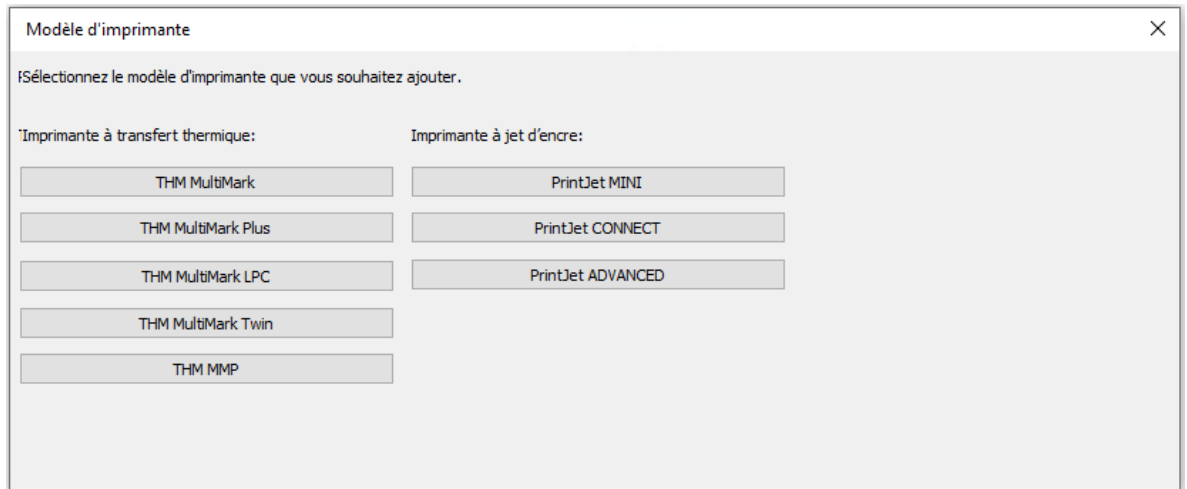 Modèle d'imprimante
Sélectionnez le modèle d'imprimante que vous souhaitez ajouter.
Imprimante à transfert thermique:
THM MultiMark
THM MultiMark Plus
THM MultiMark LPC
THM MultiMark Twin
THM MMP
Imprimante à jet d’encre:
PrintJet MINI
PrintJet CONNECT
PrintJet ADVANCED